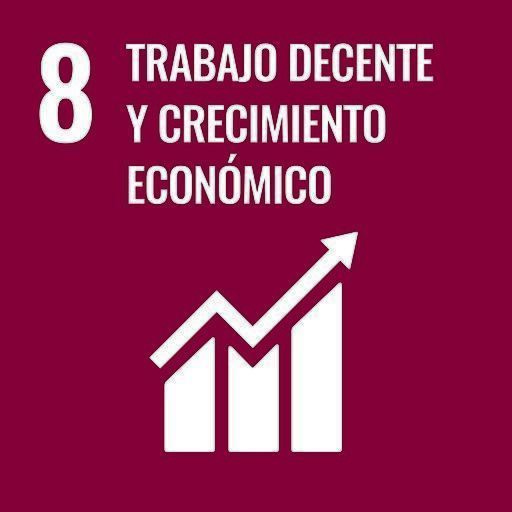 8
TRABAJO DECENTE
Y CRECIMIENTO
ECONÓMICO